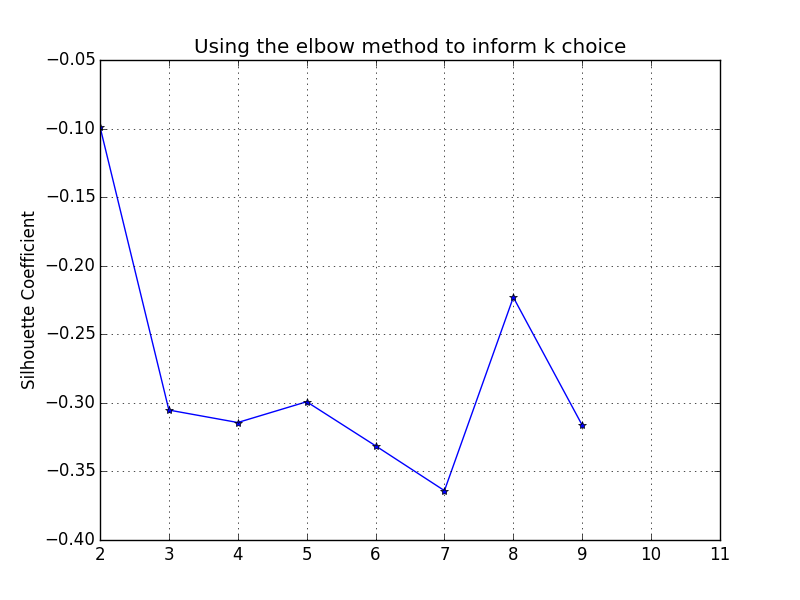 Using the elbow method to inform k choice
Silhouette Coefficient
−0.05
−0.10
−0.15
−0.20
−0.25
−0.30
−0.35
−0.40
2 3 4 5 6 7 8 9 10 11